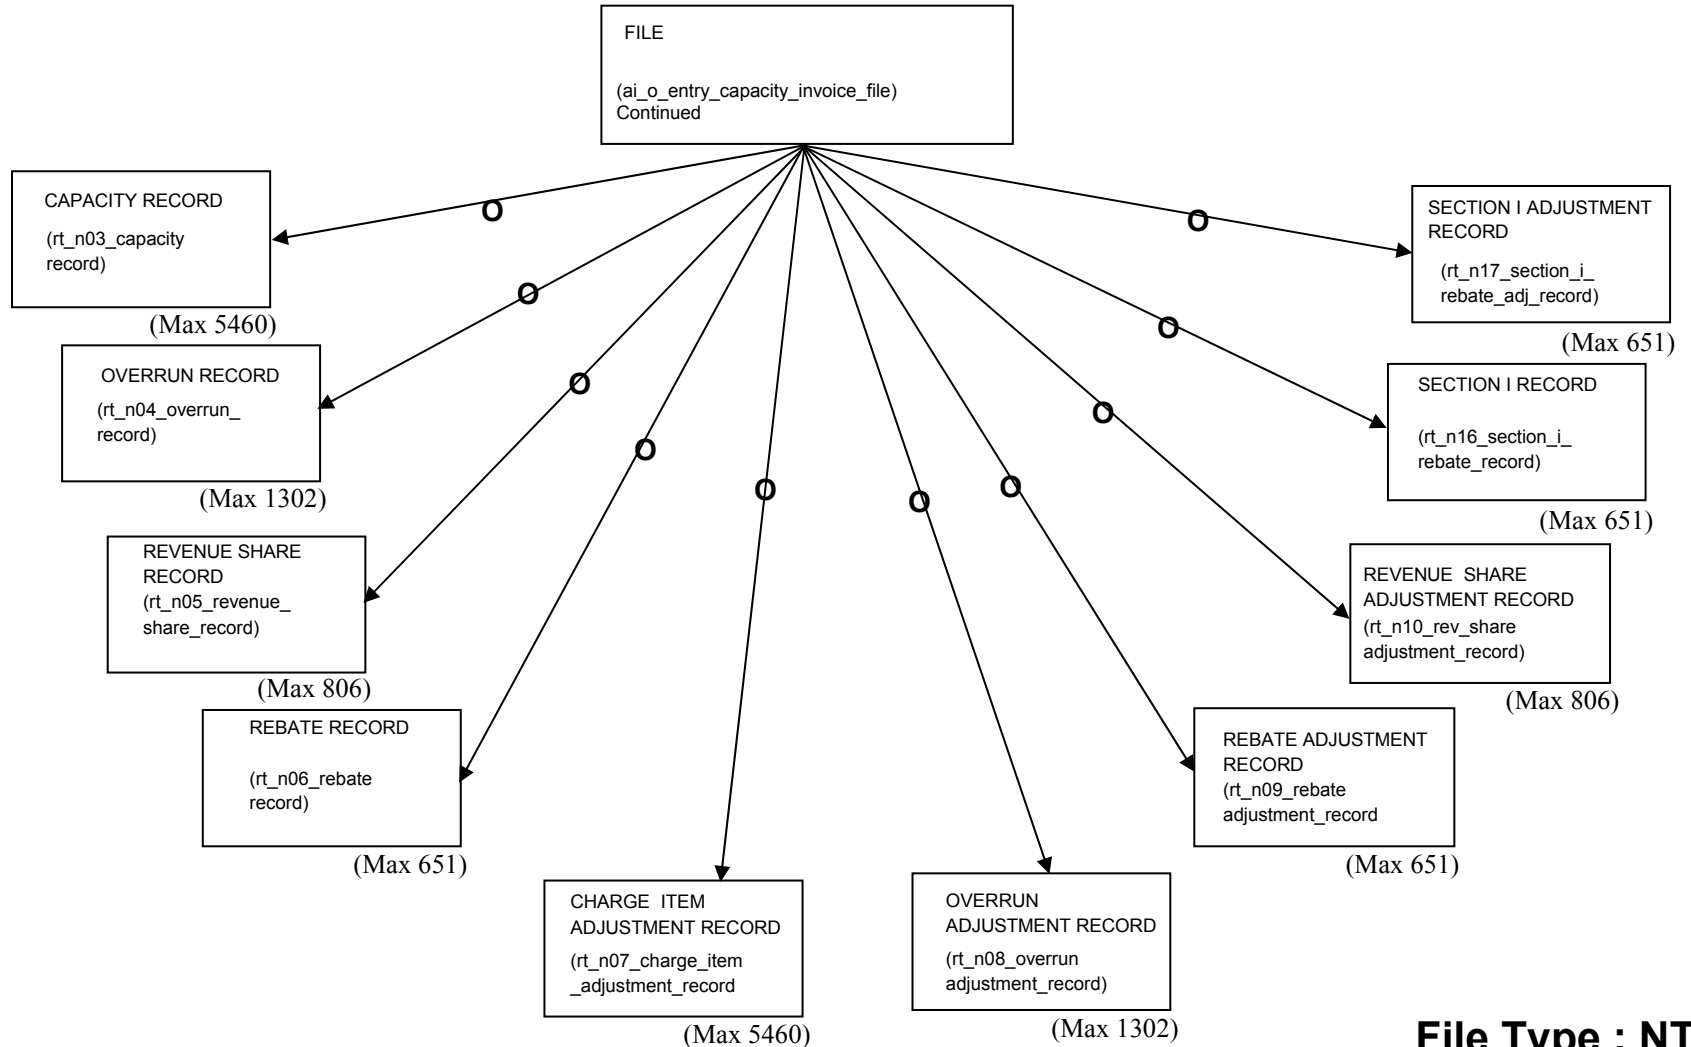 FILE
(ai_o_entry_capacity_invoice_file)
Continued
CAPACITY RECORD
(rt_n03_capacity
record)
(Max 5460)
OVERRUN RECORD
(rt_n04_overrun_
record)
(Max 1302)
REVENUE SHARE
RECORD
(rt_n05_revenue_
share_record)
(Max 806)
REBATE RECORD
(rt_n06_rebate
record)
(Max 651)
CHARGE ITEM
ADJUSTMENT RECORD
(rt_n07_charge_item
_adjustment_record
(Max 5460)
OVERRUN
ADJUSTMENT RECORD
(rt_n08_overrun
adjustment_record)
(Max 1302)
REBATE ADJUSTMENT
RECORD
(rt_n09_rebate
adjustment_record
(Max 651)
REVENUE SHARE
ADJUSTMENT RECORD
(rt_n10_rev_share
adjustment_record)
(Max 806)
SECTION I RECORD
(rt_n16_section_i_
rebate_record)
(Max 651)
SECTION I ADJUSTMENT
RECORD
(rt_n17_section_i_
rebate_adj_record)
(Max 651)
O
O
O
O
O
O
O
O
O
O
File Type : NT